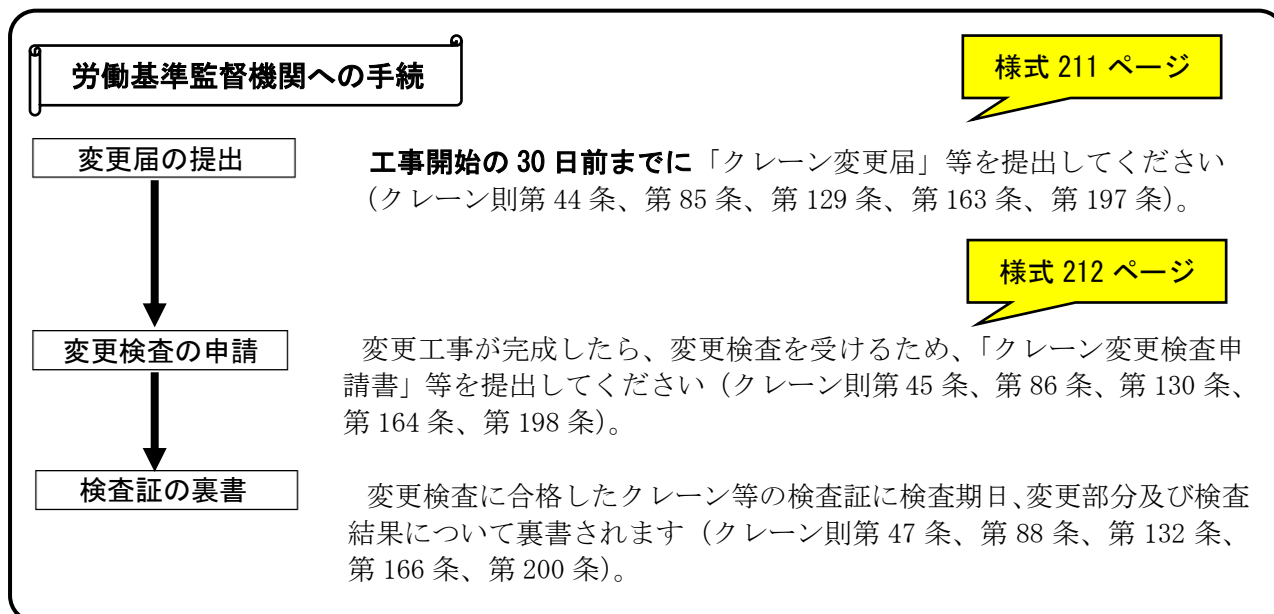 労働基準監督機関への手続
様式 211 ページ
変更届の提出
工事開始の 30 日前までに「クレーン変更届」等を提出してください
(クレーン則第 44 条、第 85 条、第 129 条、第 163 条、第 197 条)。
様式 212 ページ
変更検査の申請
変更工事が完成したら、変更検査を受けるため、「クレーン変更検査申
請書」等を提出してください（クレーン則第 45 条、第 86 条、第 130 条、
第 164 条、第 198 条)。
検査証の裏書
変更検査に合格したクレーン等の検査証に検査期日、変更部分及び検査
結果について裏書されます（クレーン則第 47 条、第 88 条、第 132 条、
第 166 条、第 200 条)。